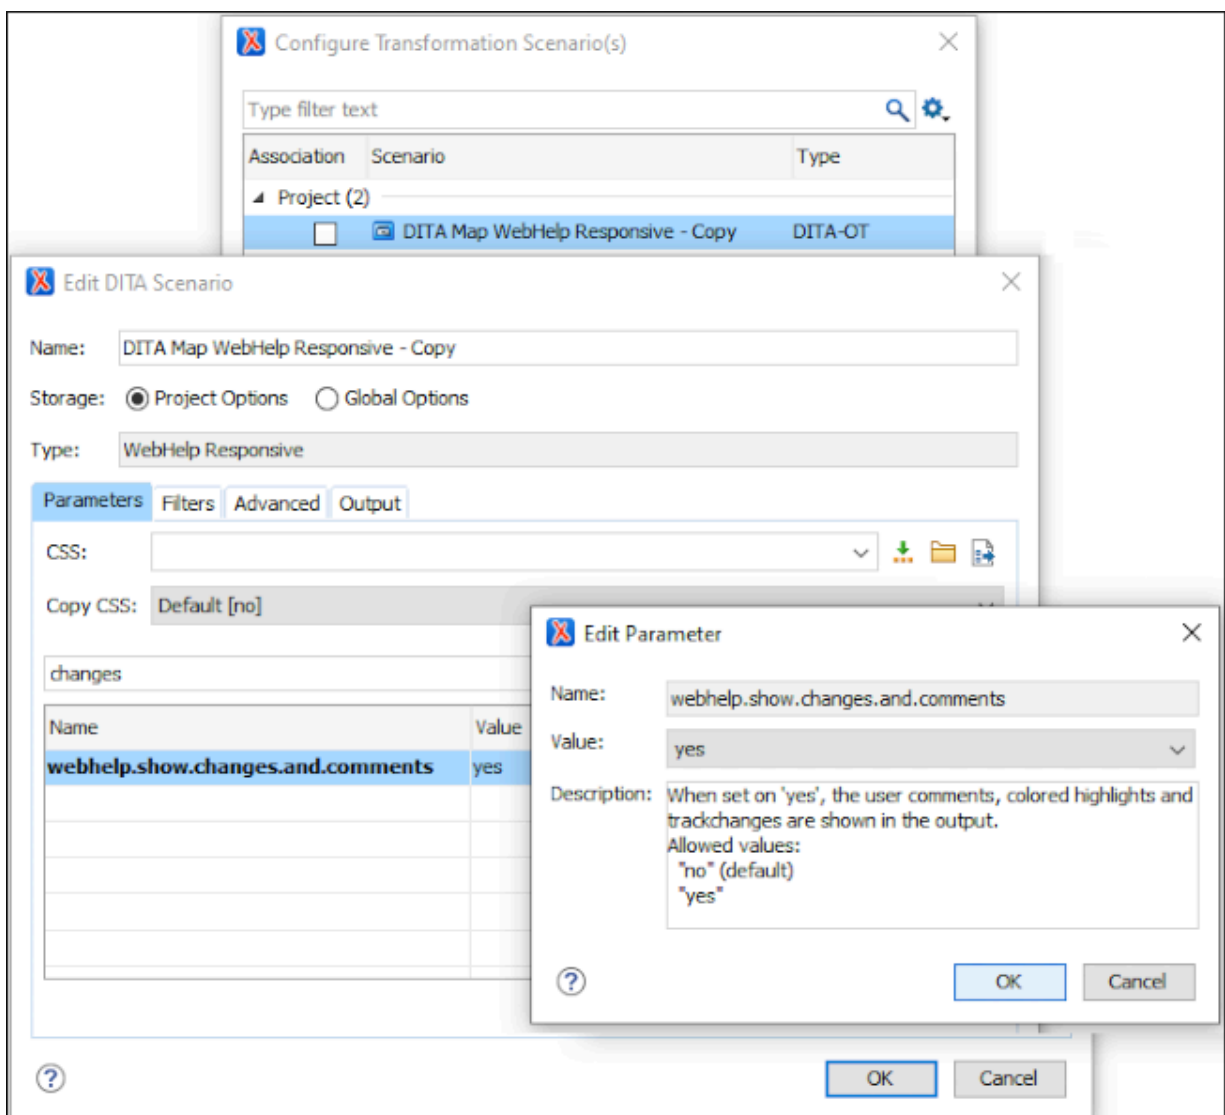 Configure Transformation Scenario(s)
Type filter text
Association Scenario Type
Project (2)
DITA Map WebHelp Responsive - Copy DITA-OT
Edit DITA Scenario
Name: DITA Map WebHelp Responsive - Copy
Storage: Project Options Global Options
Type: WebHelp Responsive
Parameters Filters Advanced Output
CSS:
Copy CSS: Default [no]
changes
Name Value
webhelp.show.changes.and.comments yes
Edit Parameter
Name: webhelp.show.changes.and.comments
Value: yes
Description: When set on 'yes', the user comments, colored highlights and
trackchanges are shown in the output.
Allowed values:
"no" (default)
"yes"
? OK Cancel
? OK Cancel